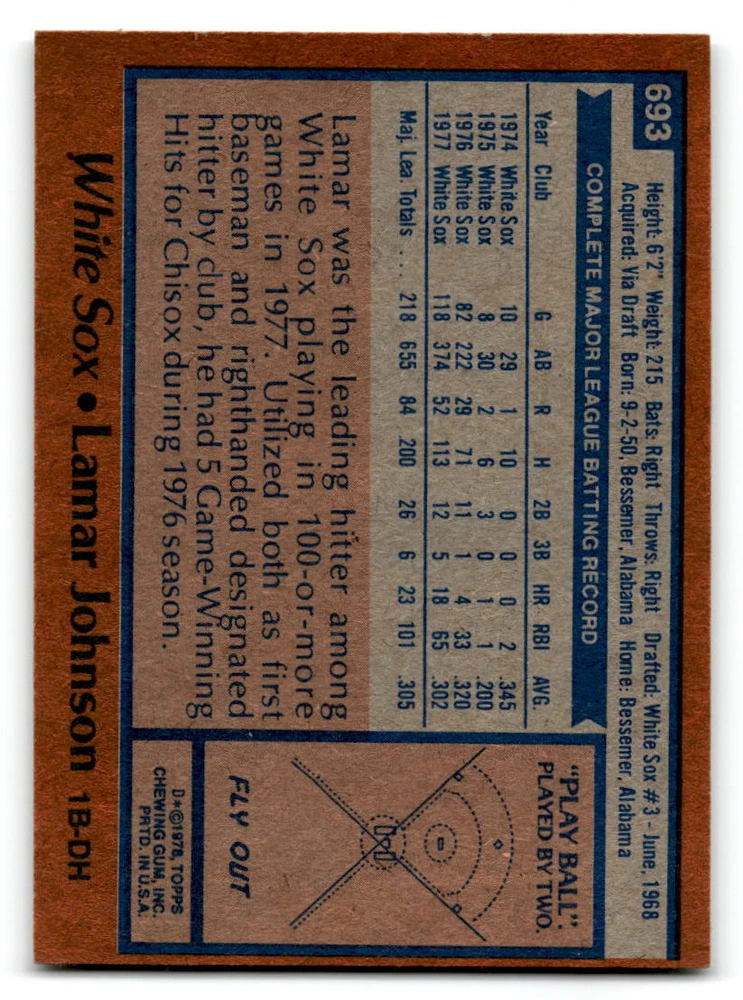 693
Height 6'2" Weight 215 Bats: Right Throws: Right Drafted: White Sox #3 - June, 1968
Acquired: Via Draft Born: 9-2-50, Bessemer, Alabama Home: Bessemer, Alabama
COMPLETE MAJOR LEAGUE BATTING RECORD
Year Club G AB R H 2B 3B HR RBI AVG.
1974 White Sox 10 29 1 10 0 0 0 2 .345
1975 White Sox 8 30 2 6 3 0 1 1 .200
1976 White Sox 82 222 29 71 11 1 4 33 .320
1977 White Sox 118 374 52 113 12 5 18 65 .302
Maj. Lea. Totals .... 218 655 84 200 26 6 23 101 .305
Lamar was the leading hitter among
White Sox playing in 100-or-more
games in 1977. Utilized both as first
baseman and righthanded designated
hitter by club, he had 5 Game-Winning
Hits for Chisox during 1976 season.
"PLAY BALL"
PLAYED BY TWO.
FLY OUT
D*©1978, TOPPS
CHEWING GUM, INC.
PRTD. IN U.S.A.
White Sox • Lamar Johnson 1B-DH